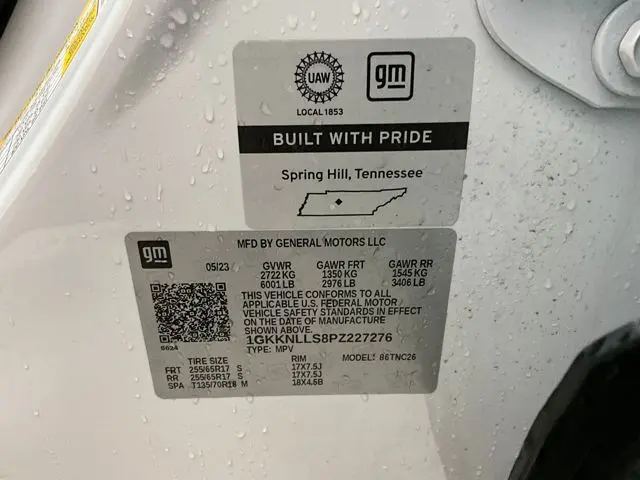 UAW
gm
LOCAL 1853
BUILT WITH PRIDE
Spring Hill, Tennessee
gm
MFD BY GENERAL MOTORS LLC
05/23 GVWR GAWR FRT GAWR RR
2722 KG 1350 KG 1545 KG
6001 LB 2976 LB 3406 LB
THIS VEHICLE CONFORMS TO ALL
APPLICABLE U.S. FEDERAL MOTOR
VEHICLE SAFETY STANDARDS IN EFFECT
ON THE DATE OF MANUFACTURE
SHOWN ABOVE.
1GKKNLLS8PZ227276
TYPE: MPV MODEL: 86TNC26
TIRE SIZE RIM
FRT 255/65R17 S 17X7.5J
RR 255/65R17 S 17X7.5J
SPA T135/70R18 M 18X4.5B